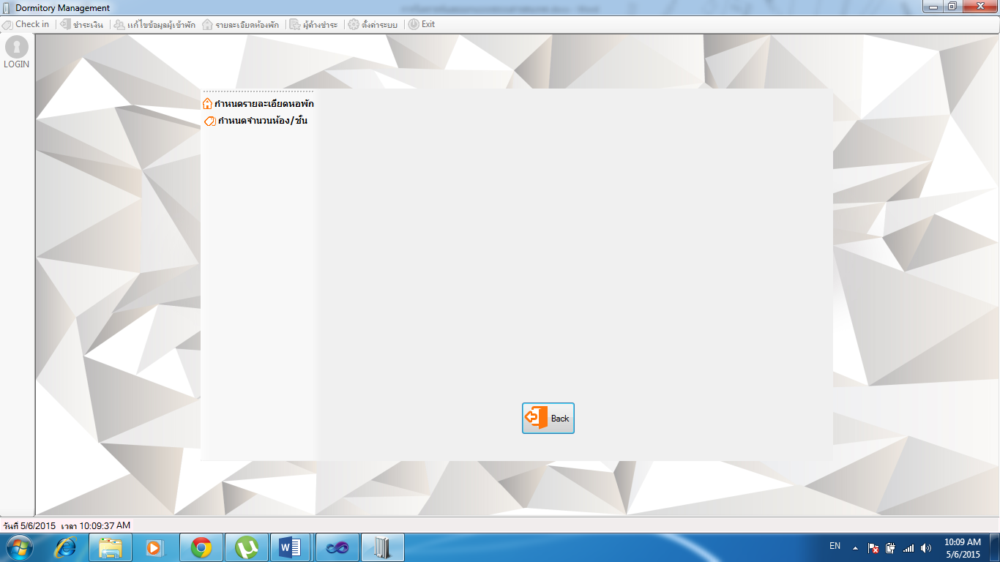 Dormitory Management
Check in ชำระเงิน แก้ไขข้อมูลผู้เข้าพัก รายละเอียดห้องพัก ผู้ค้างชำระ ตั้งค่าระบบ Exit
LOGIN
กำหนดรายละเอียดหอพัก
กำหนดจำนวนห้อง/ชั้น
Back
วันที่ 5/6/2015 เวลา 10:09:37 AM
EN
10:09 AM
5/6/2015